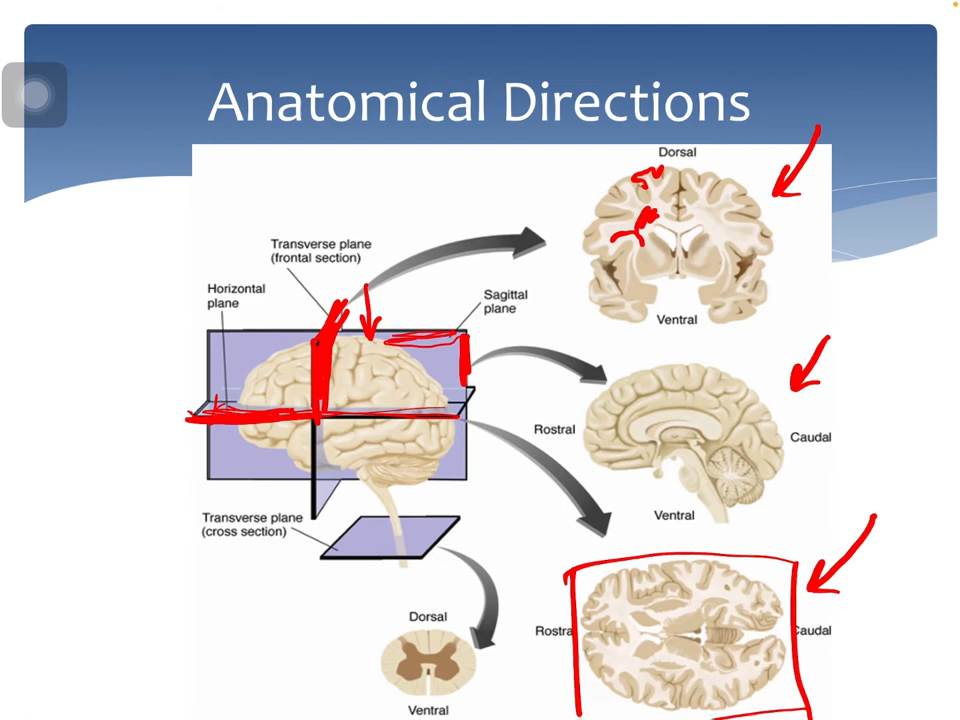 Anatomical Directions
Dorsal
Transverse plane
(frontal section)
Horizontal
plane
Sagittal
plane
Ventral
Rostral
Caudal
Ventral
Transverse plane
(cross section)
Dorsal
Rostral
Caudal
Ventral